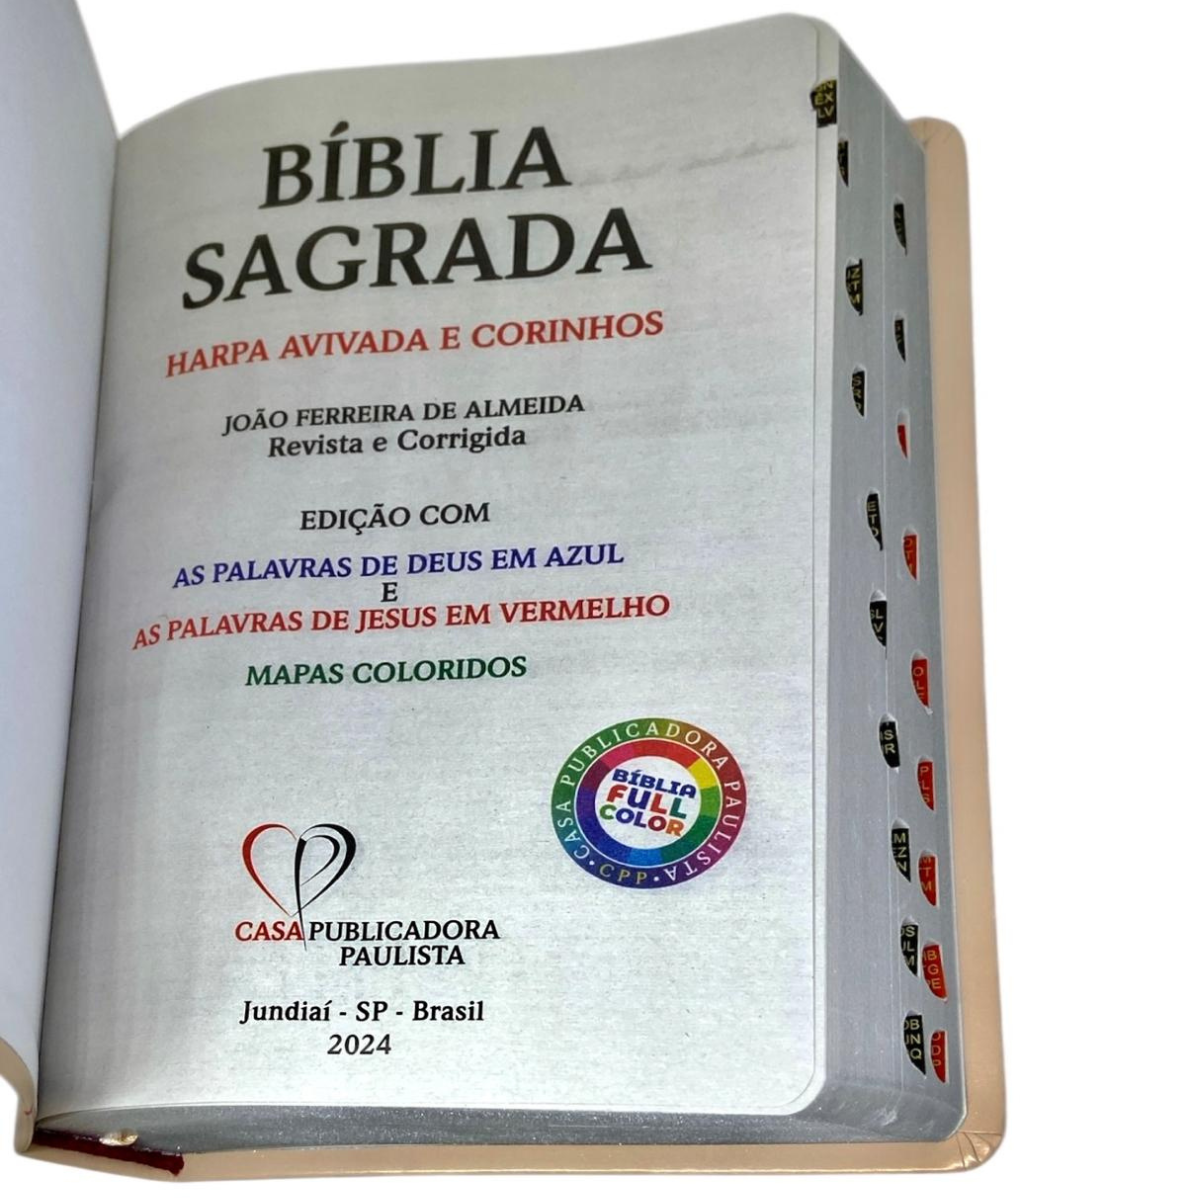 BÍBLIA
SAGRADA
HARPA AVIVADA E CORINHOS
JOÃO FERREIRA DE ALMEIDA
Revista e Corrigida
EDIÇÃO COM
AS PALAVRAS DE DEUS EM AZUL
E
AS PALAVRAS DE JESUS EM VERMELHO
MAPAS COLORIDOS
CASA PUBLICADORA PAULISTA
BÍBLIA
FULL
COLOR
• CPP •
CASA PUBLICADORA
PAULISTA
Jundiaí - SP - Brasil
2024
EX
LV